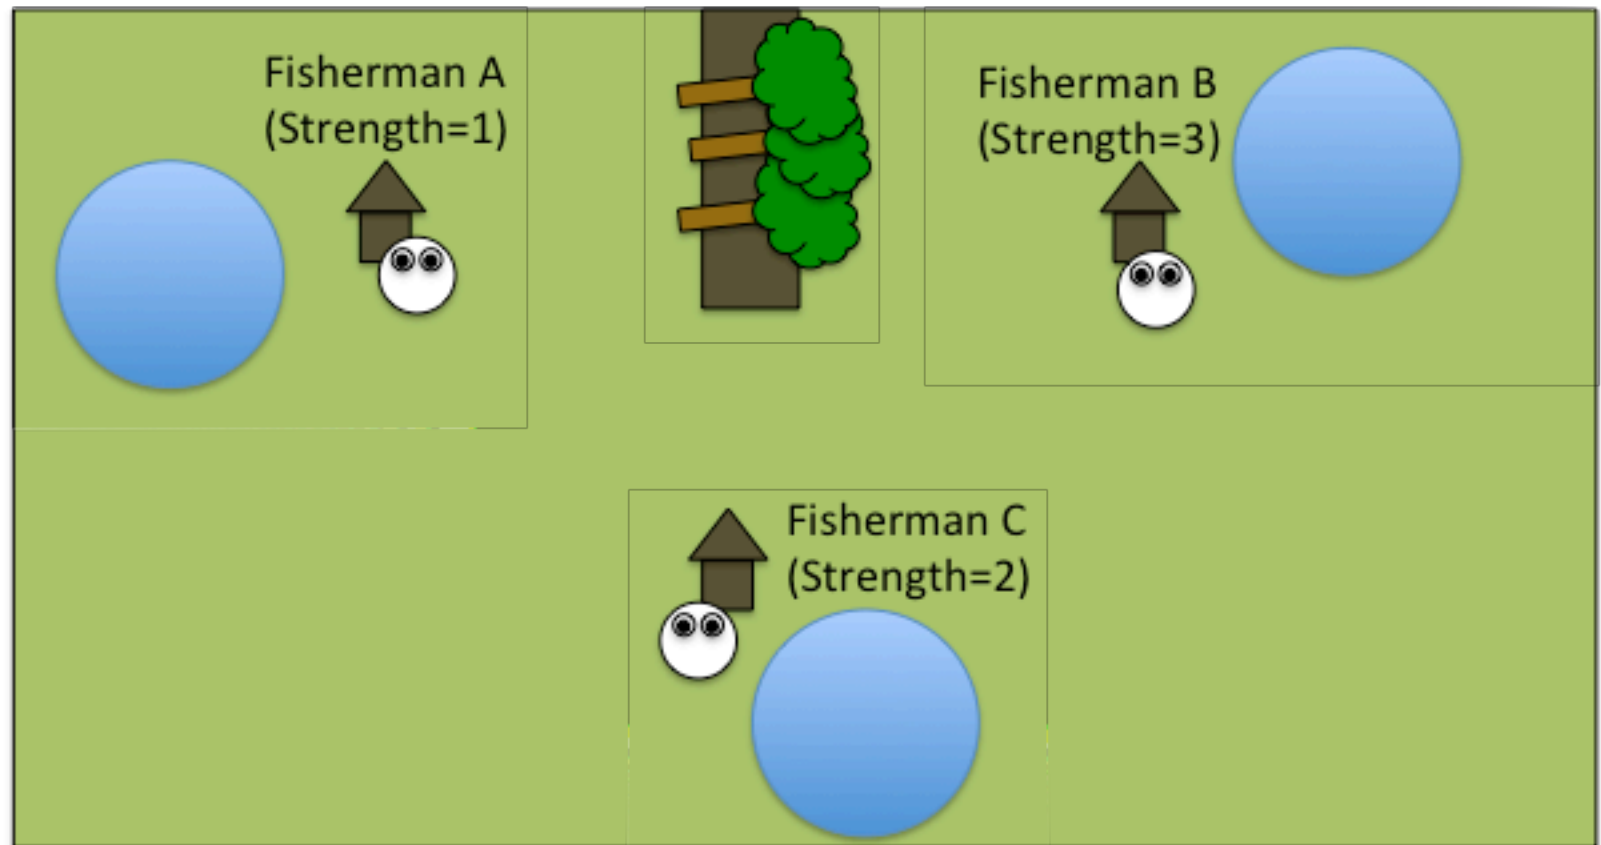 Fisherman A
(Strength=1)
Fisherman B
(Strength=3)
Fisherman C
(Strength=2)